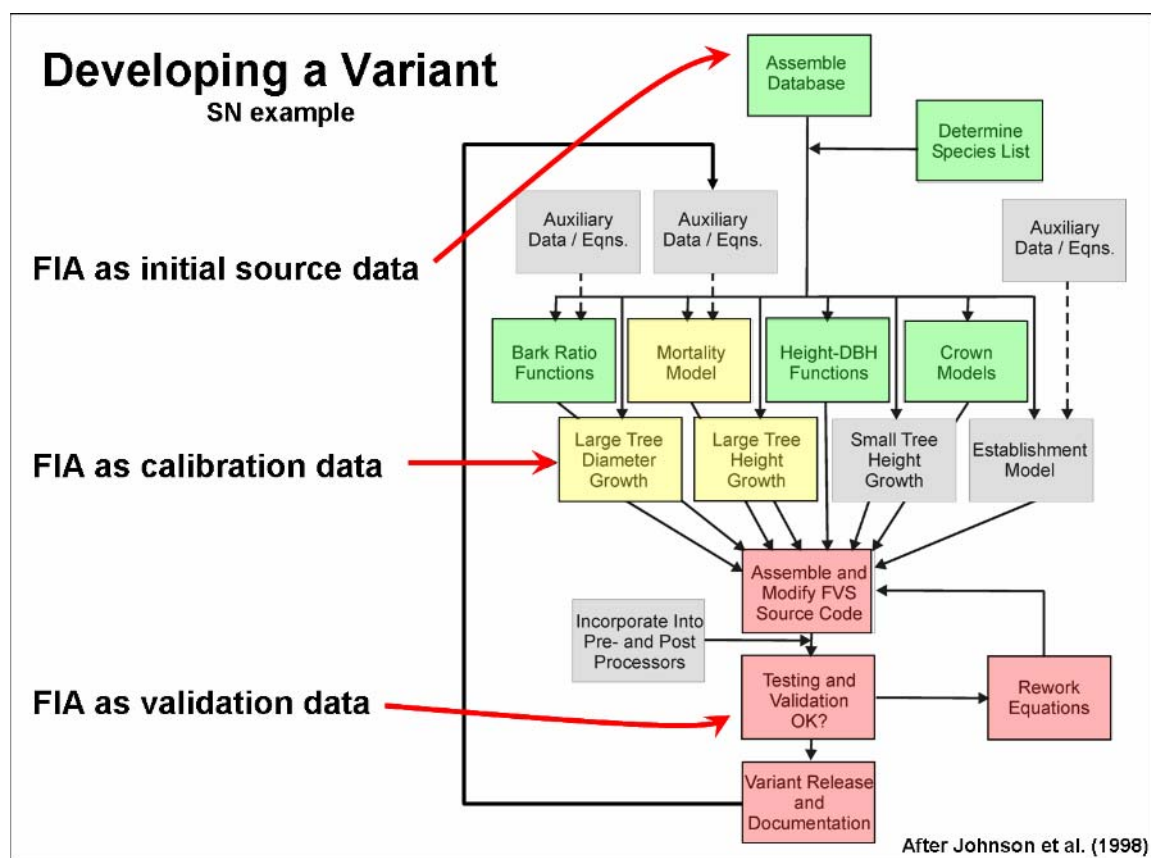 Developing a Variant
SN example
Assemble
Database
Determine
Species List
Auxiliary
Data / Eqns.
Auxiliary
Data / Eqns.
Auxiliary
Data / Eqns.
FIA as initial source data
Bark Ratio
Functions
Mortality
Model
Height-DBH
Functions
Crown
Models
Large Tree
Diameter
Growth
Large Tree
Height
Growth
Small Tree
Height
Growth
Establishment
Model
FIA as calibration data
Assemble and
Modify FVS
Source Code
Incorporate Into
Pre- and Post
Processors
Testing and
Validation
OK?
Rework
Equations
FIA as validation data
Variant Release
and
Documentation
After Johnson et al. (1998)